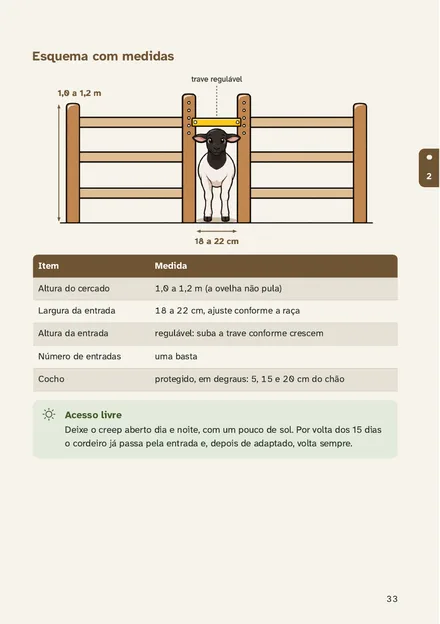 Esquema com medidas
trave regulável
1,0 a 1,2 m
18 a 22 cm
2
Item Medida
Altura do cercado 1,0 a 1,2 m (a ovelha não pula)
Largura da entrada 18 a 22 cm, ajuste conforme a raça
Altura da entrada regulável: suba a trave conforme crescem
Número de entradas uma basta
Cocho protegido, em degraus: 5, 15 e 20 cm do chão
Acesso livre
Deixe o creep aberto dia e noite, com um pouco de sol. Por volta dos 15 dias
o cordeiro já passa pela entrada e, depois de adaptado, volta sempre.
33